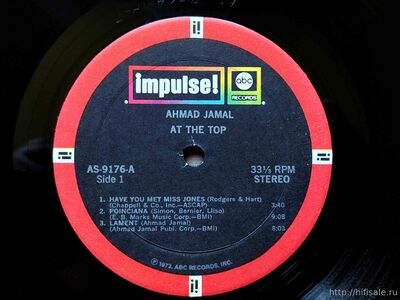 i!
impulse!
abc
RECORDS
AHMAD JAMAL
AT THE TOP
AS-9176-A
Side 1
33⅓ RPM
STEREO
1. HAVE YOU MET MISS JONES (Rodgers & Hart)
(Chappell & Co., Inc.—ASCAP) 3:40
2. POINCIANA (Simon, Bernier, Lliso)
(E. B. Marks Music Corp.—BMI) 9:08
3. LAMENT (Ahmad Jamal)
(Ahmad Jamal Publ. Corp.—BMI) 8:03
i!
i!
Ⓟ 1973, ABC RECORDS, INC.
i!
http://hifisale.ru